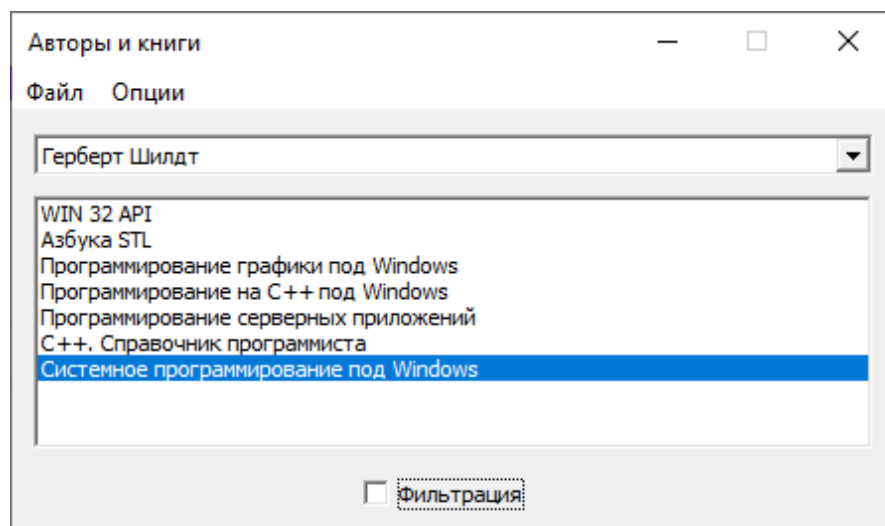 Авторы и книги
Файл Опции
Герберт Шилдт
WIN 32 API
Азбука STL
Программирование графики под Windows
Программирование на C++ под Windows
Программирование серверных приложений
C++. Справочник программиста
Системное программирование под Windows
Фильтрация